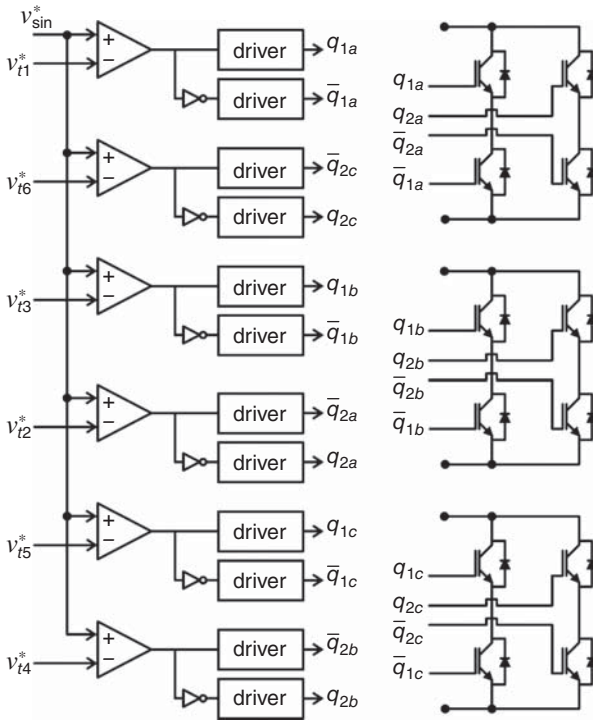 v*sin
v*t1
+
−
driver
q1a
driver
q̅1a
v*t6
+
−
driver
q̅2c
driver
q2c
v*t3
+
−
driver
q1b
driver
q̅1b
v*t2
+
−
driver
q̅2a
driver
q2a
v*t5
+
−
driver
q1c
driver
q̅1c
v*t4
+
−
driver
q̅2b
driver
q2b
q1a
q2a
q̅2a
q̅1a
q1b
q2b
q̅2b
q̅1b
q1c
q2c
q̅2c
q̅1c